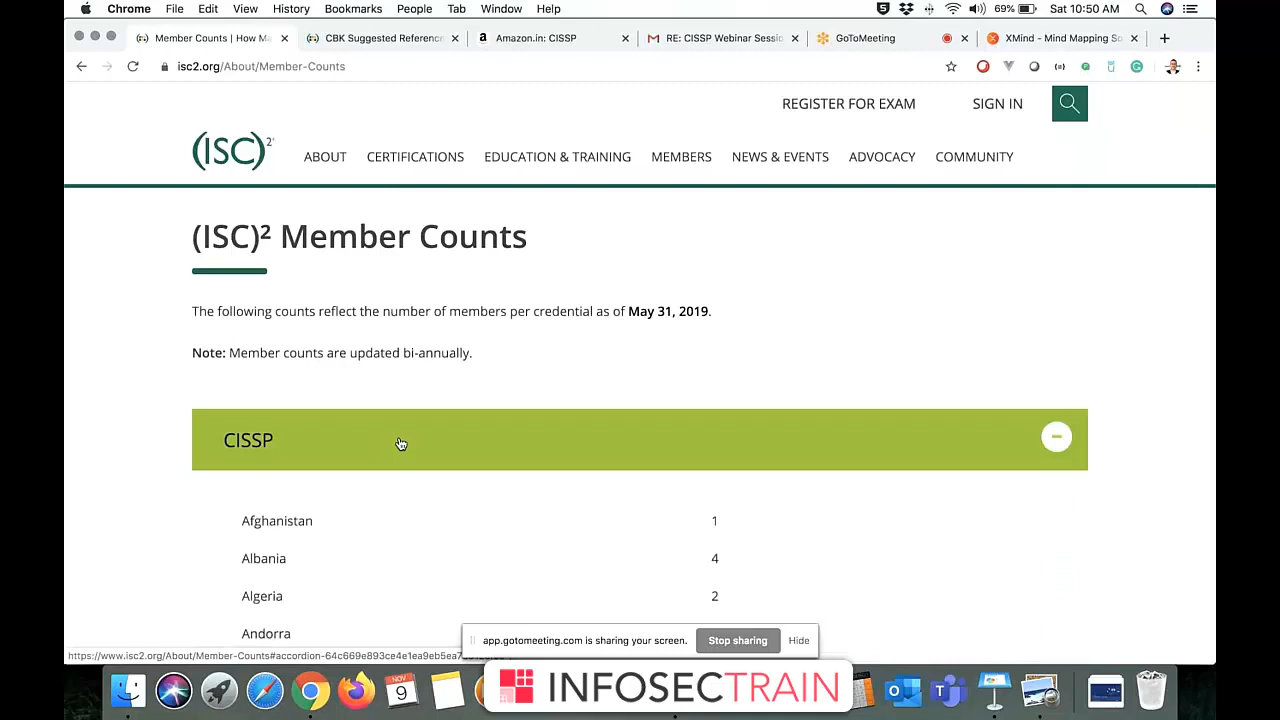 Chrome File Edit View History Bookmarks People Tab Window Help 69% Sat 10:50 AM
Member Counts | How Ma CBK Suggested Referenc Amazon.in: CISSP RE: CISSP Webinar Sessio GoToMeeting XMind - Mind Mapping So
isc2.org/About/Member-Counts
REGISTER FOR EXAM SIGN IN
(ISC)²
ABOUT CERTIFICATIONS EDUCATION & TRAINING MEMBERS NEWS & EVENTS ADVOCACY COMMUNITY
(ISC)² Member Counts
The following counts reflect the number of members per credential as of May 31, 2019.
Note: Member counts are updated bi-annually.
CISSP
Afghanistan 1
Albania 4
Algeria 2
Andorra
app.gotomeeting.com is sharing your screen. Stop sharing Hide
NOV
9
INFOSECTRAIN